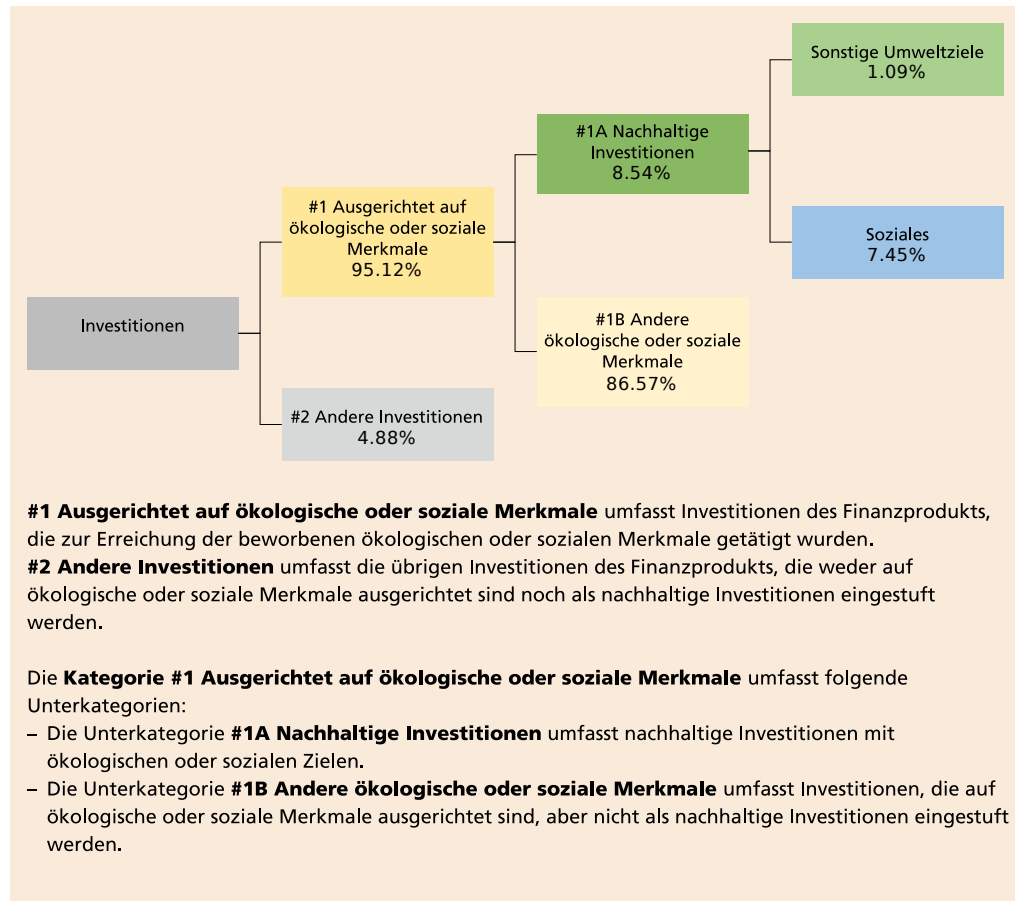 Sonstige Umweltziele
1.09%
#1A Nachhaltige
Investitionen
8.54%
#1 Ausgerichtet auf
ökologische oder soziale
Merkmale
95.12%
Soziales
7.45%
Investitionen
#1B Andere
ökologische oder soziale
Merkmale
86.57%
#2 Andere Investitionen
4.88%
#1 Ausgerichtet auf ökologische oder soziale Merkmale umfasst Investitionen des Finanzprodukts,
die zur Erreichung der beworbenen ökologischen oder sozialen Merkmale getätigt wurden.
#2 Andere Investitionen umfasst die übrigen Investitionen des Finanzprodukts, die weder auf
ökologische oder soziale Merkmale ausgerichtet sind noch als nachhaltige Investitionen eingestuft
werden.
Die Kategorie #1 Ausgerichtet auf ökologische oder soziale Merkmale umfasst folgende
Unterkategorien:
– Die Unterkategorie #1A Nachhaltige Investitionen umfasst nachhaltige Investitionen mit
ökologischen oder sozialen Zielen.
– Die Unterkategorie #1B Andere ökologische oder soziale Merkmale umfasst Investitionen, die auf
ökologische oder soziale Merkmale ausgerichtet sind, aber nicht als nachhaltige Investitionen eingestuft
werden.